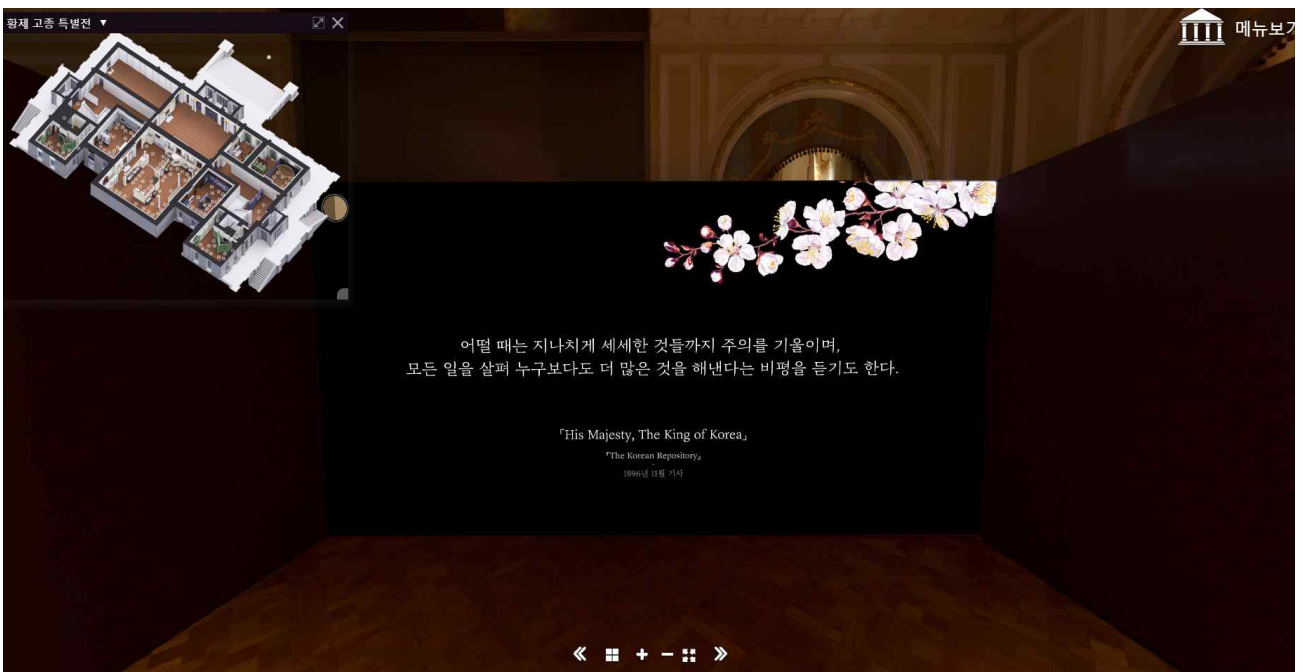 황제 고종 특별전 ▼
메뉴보기
어떨 때는 지나치게 세세한 것들까지 주의를 기울이며,
모든 일을 살펴 누구보다도 더 많은 것을 해낸다는 비평을 듣기도 한다.
「His Majesty, The King of Korea」
「The Korean Repository」
1896년 11월 기사